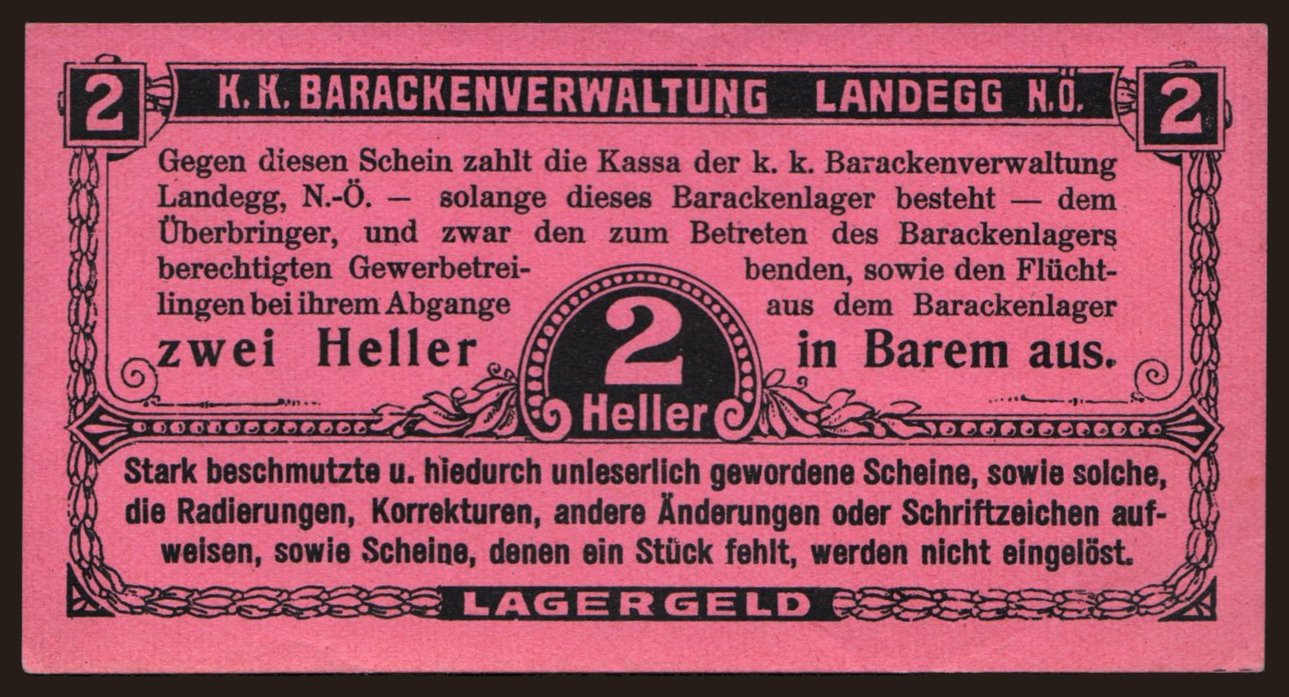 2 K. K. BARACKENVERWALTUNG LANDEGG N.Ö. 2
Gegen diesen Schein zahlt die Kassa der k. k. Barackenverwaltung
Landegg, N.-Ö. — solange dieses Barackenlager besteht — dem
Überbringer, und zwar den zum Betreten des Barackenlagers
berechtigten Gewerbetrei- benden, sowie den Flücht-
lingen bei ihrem Abgange aus dem Barackenlager
zwei Heller 2 in Barem aus.
Heller
Stark beschmutzte u. hiedurch unleserlich gewordene Scheine, sowie solche,
die Radierungen, Korrekturen, andere Änderungen oder Schriftzeichen auf-
weisen, sowie Scheine, denen ein Stück fehlt, werden nicht eingelöst.
LAGERGELD